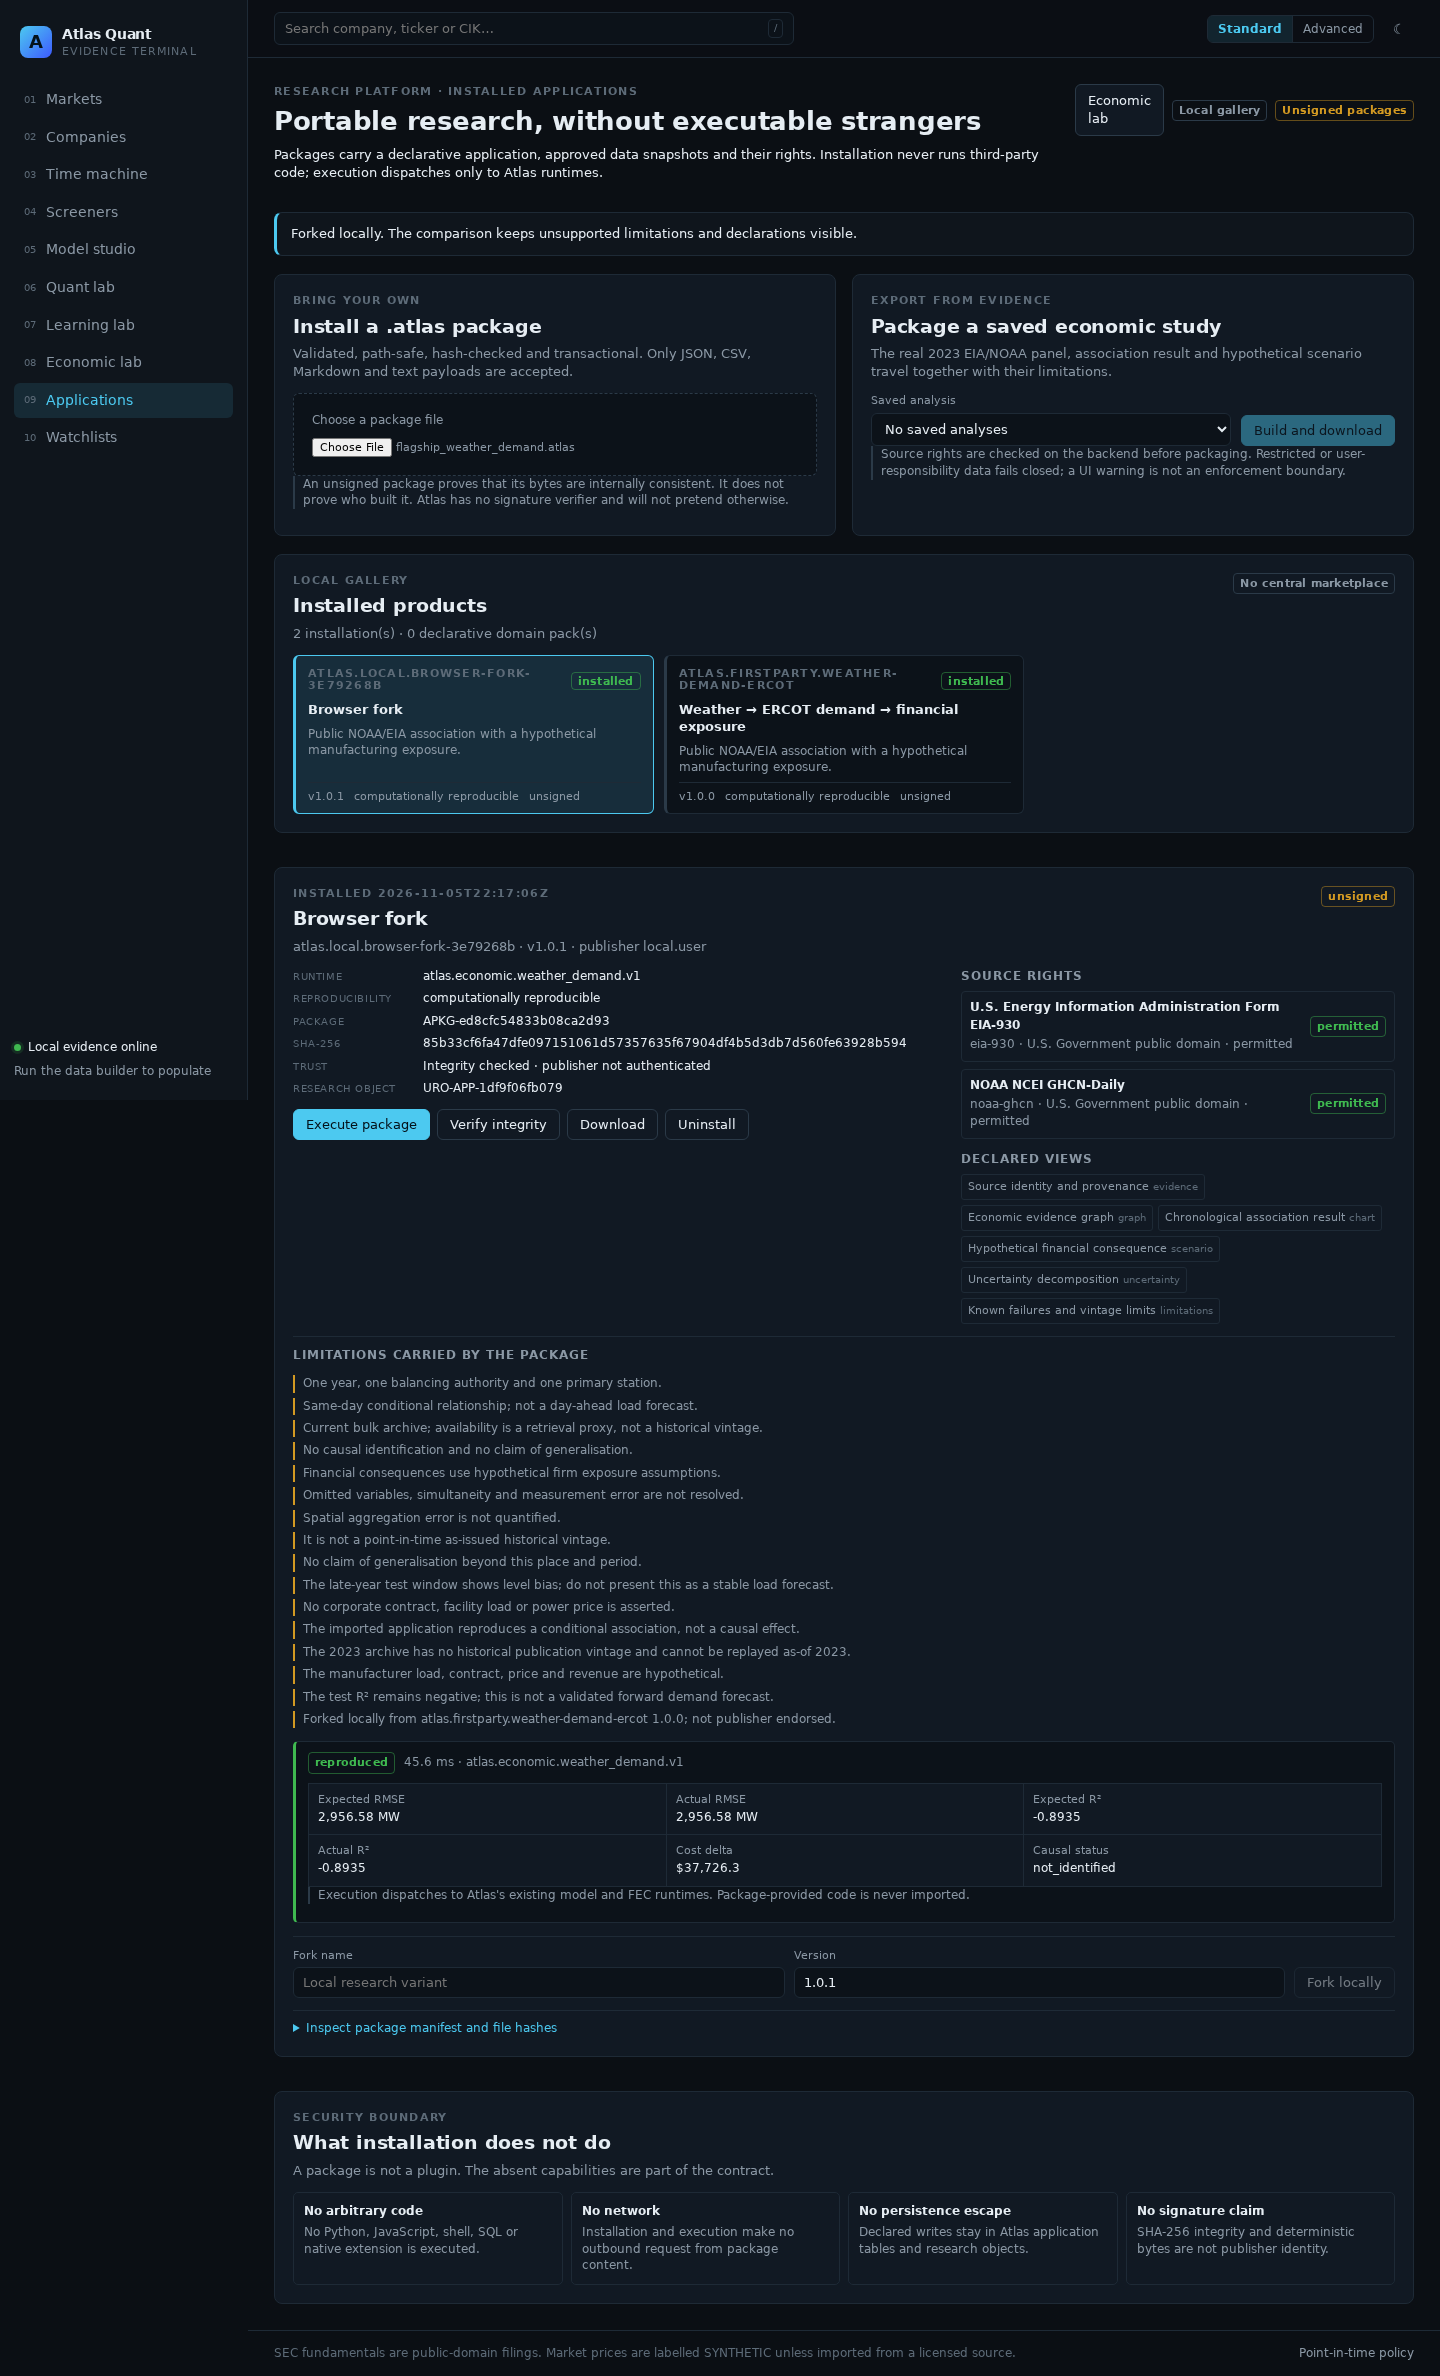 A
Atlas Quant
EVIDENCE TERMINAL
01 Markets
02 Companies
03 Time machine
04 Screeners
05 Model studio
06 Quant lab
07 Learning lab
08 Economic lab
09 Applications
10 Watchlists
Local evidence online
Run the data builder to populate
Search company, ticker or CIK... /
Standard Advanced
RESEARCH PLATFORM · INSTALLED APPLICATIONS
Portable research, without executable strangers
Packages carry a declarative application, approved data snapshots and their rights. Installation never runs third-party
code; execution dispatches only to Atlas runtimes.
Economic
lab
Local gallery
Unsigned packages
Forked locally. The comparison keeps unsupported limitations and declarations visible.
BRING YOUR OWN
Install a .atlas package
Validated, path-safe, hash-checked and transactional. Only JSON, CSV,
Markdown and text payloads are accepted.
Choose a package file
Choose File flagship_weather_demand.atlas
An unsigned package proves that its bytes are internally consistent. It does not
prove who built it. Atlas has no signature verifier and will not pretend otherwise.
EXPORT FROM EVIDENCE
Package a saved economic study
The real 2023 EIA/NOAA panel, association result and hypothetical scenario
travel together with their limitations.
Saved analysis
No saved analyses
Build and download
Source rights are checked on the backend before packaging. Restricted or user-
responsibility data fails closed; a UI warning is not an enforcement boundary.
LOCAL GALLERY
Installed products
2 installation(s) · 0 declarative domain pack(s)
No central marketplace
ATLAS.LOCAL.BROWSER-FORK-
3E79268B
installed
Browser fork
Public NOAA/EIA association with a hypothetical
manufacturing exposure.
v1.0.1 computationally reproducible unsigned
ATLAS.FIRSTPARTY.WEATHER-
DEMAND-ERCOT
installed
Weather → ERCOT demand → financial
exposure
Public NOAA/EIA association with a hypothetical
manufacturing exposure.
v1.0.0 computationally reproducible unsigned
INSTALLED 2026-11-05T22:17:06Z
Browser fork
atlas.local.browser-fork-3e79268b · v1.0.1 · publisher local.user
unsigned
RUNTIME atlas.economic.weather_demand.v1
REPRODUCIBILITY computationally reproducible
PACKAGE APKG-ed8cfc54833b08ca2d93
SHA-256 85b33cf6fa47dfe097151061d57357635f67904df4b5d3db7d560fe63928b594
TRUST Integrity checked · publisher not authenticated
RESEARCH OBJECT URO-APP-1df9f06fb079
Execute package Verify integrity Download Uninstall
SOURCE RIGHTS
U.S. Energy Information Administration Form
EIA-930
eia-930 · U.S. Government public domain · permitted
permitted
NOAA NCEI GHCN-Daily
noaa-ghcn · U.S. Government public domain ·
permitted
permitted
DECLARED VIEWS
Source identity and provenance evidence
Economic evidence graph graph Chronological association result chart
Hypothetical financial consequence scenario
Uncertainty decomposition uncertainty
Known failures and vintage limits limitations
LIMITATIONS CARRIED BY THE PACKAGE
One year, one balancing authority and one primary station.
Same-day conditional relationship; not a day-ahead load forecast.
Current bulk archive; availability is a retrieval proxy, not a historical vintage.
No causal identification and no claim of generalisation.
Financial consequences use hypothetical firm exposure assumptions.
Omitted variables, simultaneity and measurement error are not resolved.
Spatial aggregation error is not quantified.
It is not a point-in-time as-issued historical vintage.
No claim of generalisation beyond this place and period.
The late-year test window shows level bias; do not present this as a stable load forecast.
No corporate contract, facility load or power price is asserted.
The imported application reproduces a conditional association, not a causal effect.
The 2023 archive has no historical publication vintage and cannot be replayed as-of 2023.
The manufacturer load, contract, price and revenue are hypothetical.
The test R² remains negative; this is not a validated forward demand forecast.
Forked locally from atlas.firstparty.weather-demand-ercot 1.0.0; not publisher endorsed.
reproduced 45.6 ms · atlas.economic.weather_demand.v1
Expected RMSE
2,956.58 MW
Actual RMSE
2,956.58 MW
Expected R²
-0.8935
Actual R²
-0.8935
Cost delta
$37,726.3
Causal status
not_identified
Execution dispatches to Atlas's existing model and FEC runtimes. Package-provided code is never imported.
Fork name
Local research variant
Version
1.0.1
Fork locally
Inspect package manifest and file hashes
SECURITY BOUNDARY
What installation does not do
A package is not a plugin. The absent capabilities are part of the contract.
No arbitrary code
No Python, JavaScript, shell, SQL or
native extension is executed.
No network
Installation and execution make no
outbound request from package
content.
No persistence escape
Declared writes stay in Atlas application
tables and research objects.
No signature claim
SHA-256 integrity and deterministic
bytes are not publisher identity.
SEC fundamentals are public-domain filings. Market prices are labelled SYNTHETIC unless imported from a licensed source.
Point-in-time policy